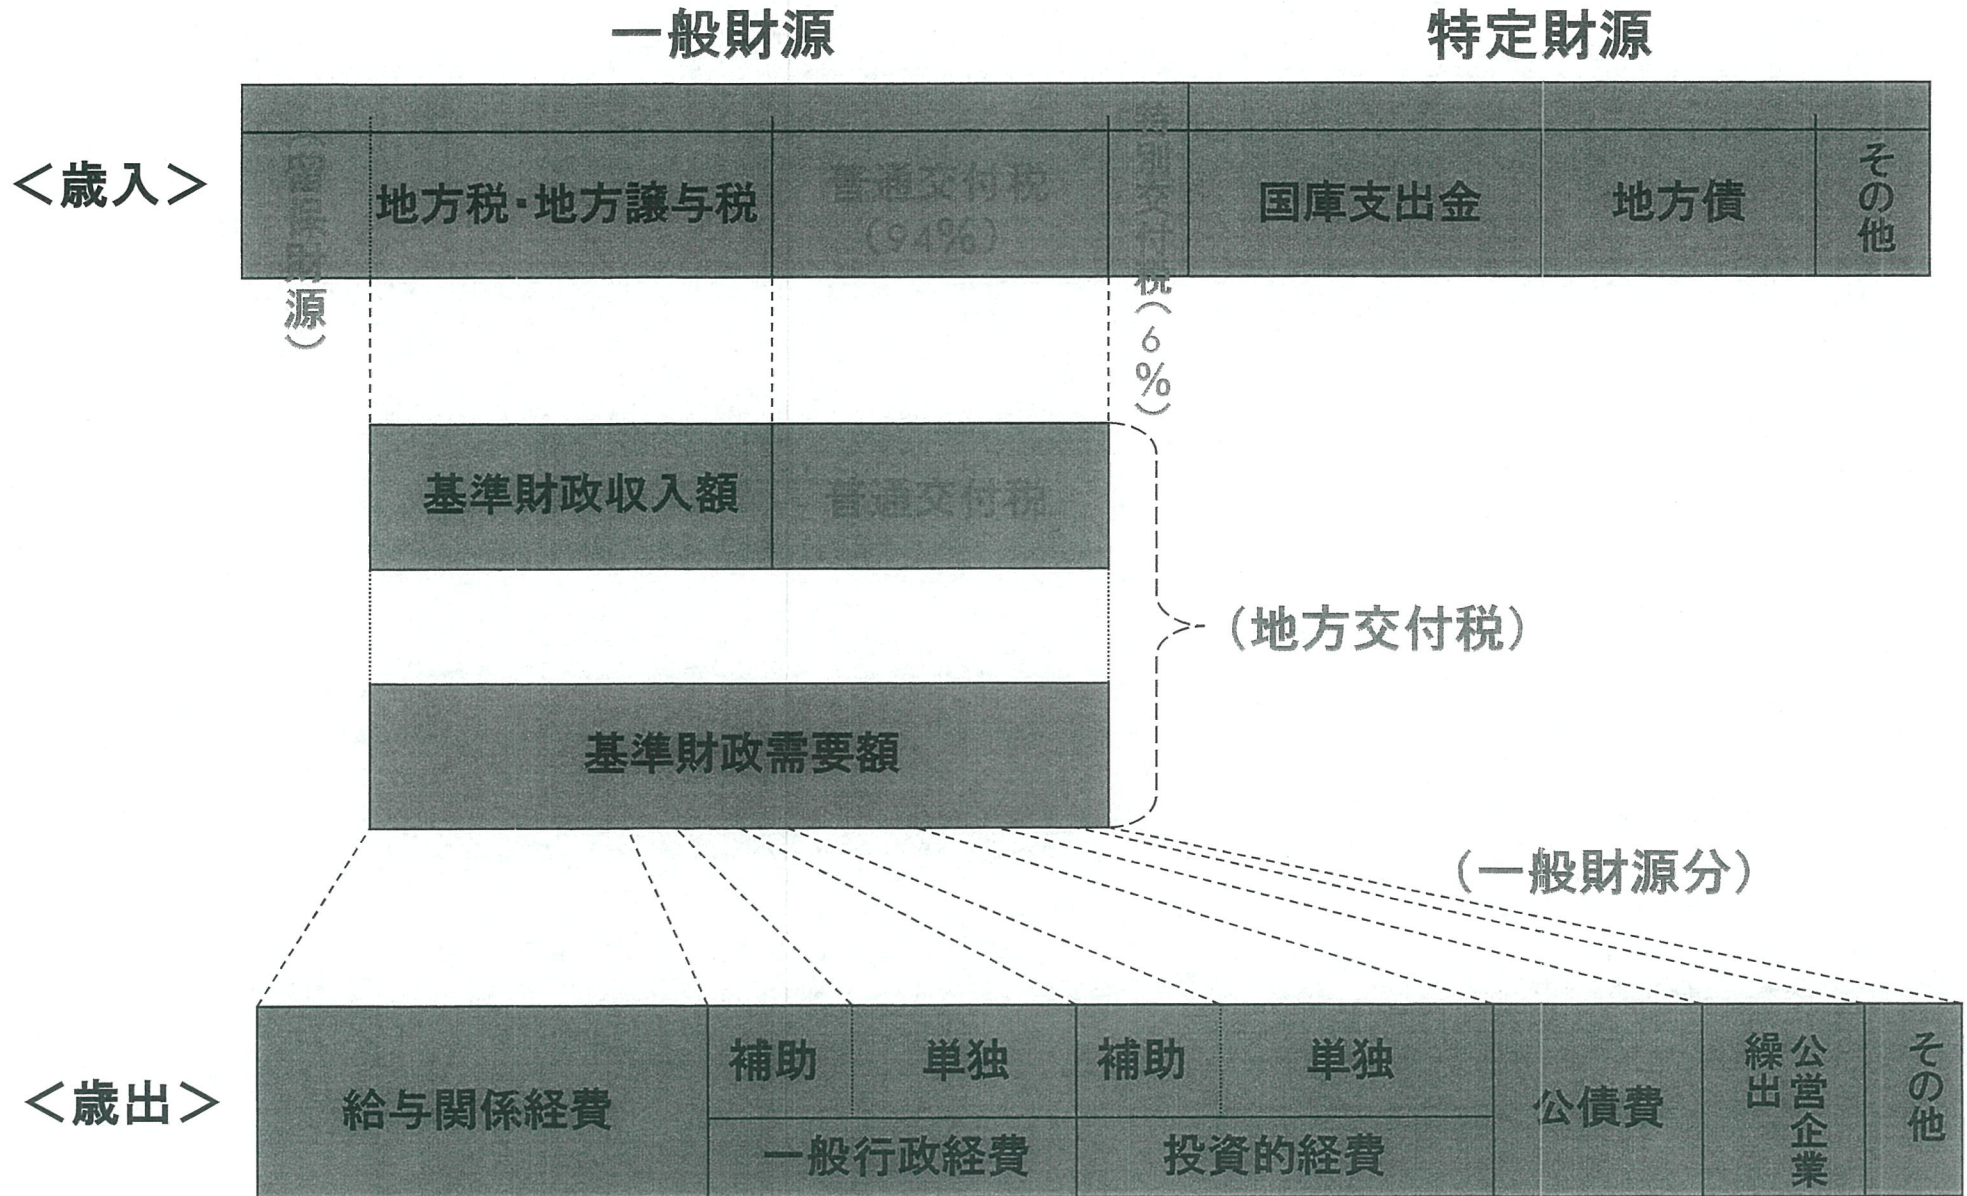 一般財源
特定財源
＜歳入＞
（留保財源）
地方税・地方譲与税
普通交付税
（94％）
特別交付税（6％）
国庫支出金
地方債
その他
基準財政収入額
普通交付税
（地方交付税）
基準財政需要額
（一般財源分）
＜歳出＞
給与関係経費
補助
単独
一般行政経費
補助
単独
投資的経費
公債費
公営企業
繰出
その他